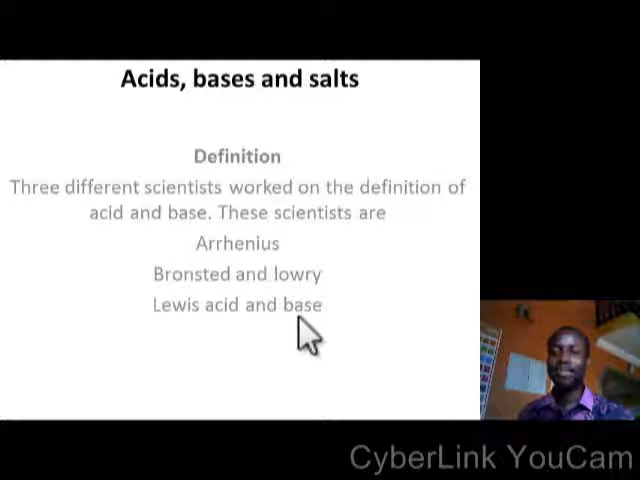 Acids, bases and salts
Definition
Three different scientists worked on the definition of
acid and base. These scientists are
Arrhenius
Bronsted and lowry
Lewis acid and base
CyberLink YouCam